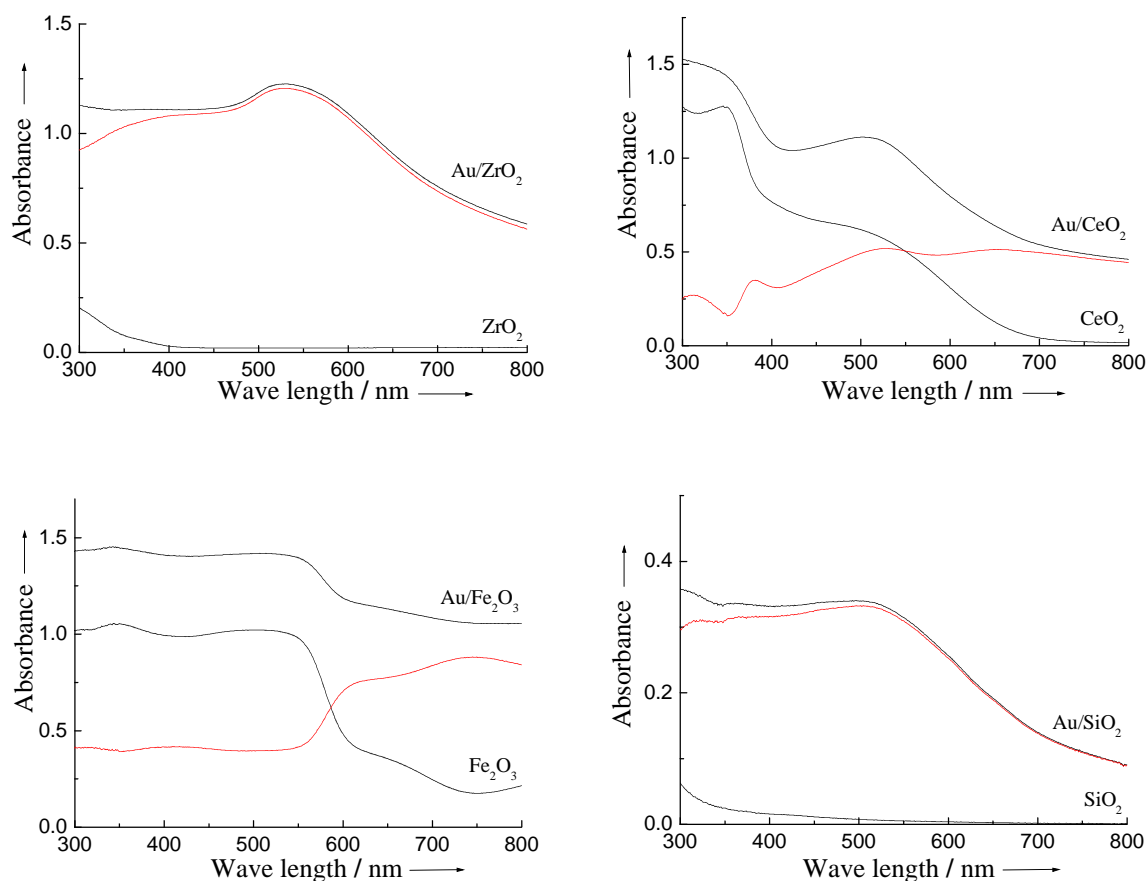 1.5
1.0
0.5
0.0
Absorbance
Au/ZrO2
ZrO2
300 400 500 600 700 800
Wave length / nm
1.5
1.0
0.5
0.0
Absorbance
Au/CeO2
CeO2
300 400 500 600 700 800
Wave length / nm
1.5
1.0
0.5
0.0
Absorbance
Au/Fe2O3
Fe2O3
300 400 500 600 700 800
Wave length / nm
0.4
0.2
0.0
Absorbance
Au/SiO2
SiO2
300 400 500 600 700 800
Wave length / nm